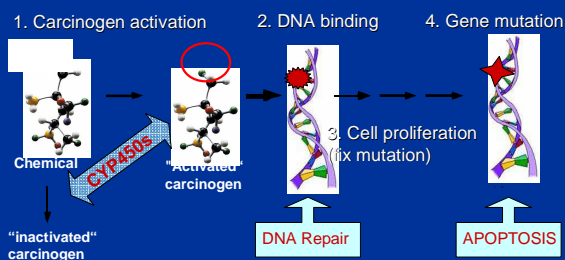 1. Carcinogen activation
2. DNA binding
4. Gene mutation
3. Cell proliferation
(fix mutation)
Chemical
CYP450s
"Activated"
carcinogen
"inactivated"
carcinogen
DNA Repair
APOPTOSIS